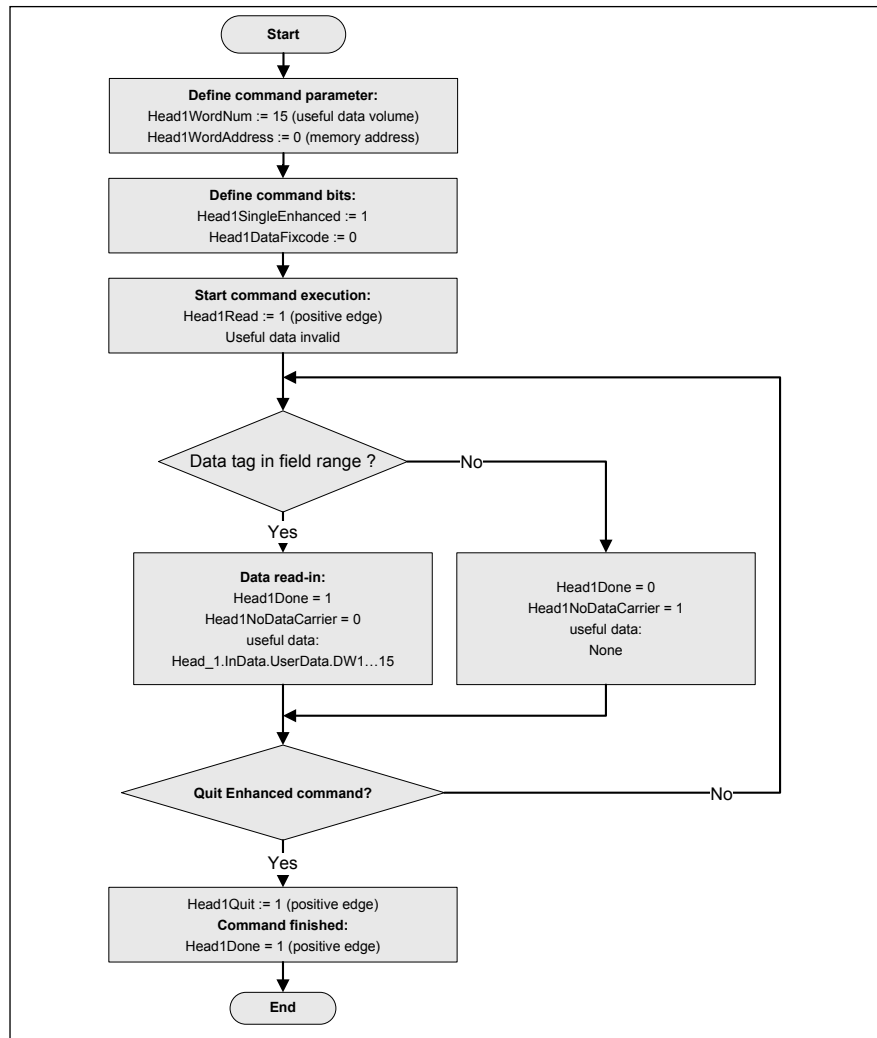 Start
Define command parameter:
Head1WordNum := 15 (useful data volume)
Head1WordAddress := 0 (memory address)
Define command bits:
Head1SingleEnhanced := 1
Head1DataFixcode := 0
Start command execution:
Head1Read := 1 (positive edge)
Useful data invalid
Data tag in field range ?
No
Yes
Data read-in:
Head1Done = 1
Head1NoDataCarrier = 0
useful data:
Head_1.InData.UserData.DW1…15
Head1Done = 0
Head1NoDataCarrier = 1
useful data:
None
Quit Enhanced command?
No
Yes
Head1Quit := 1 (positive edge)
Command finished:
Head1Done = 1 (positive edge)
End